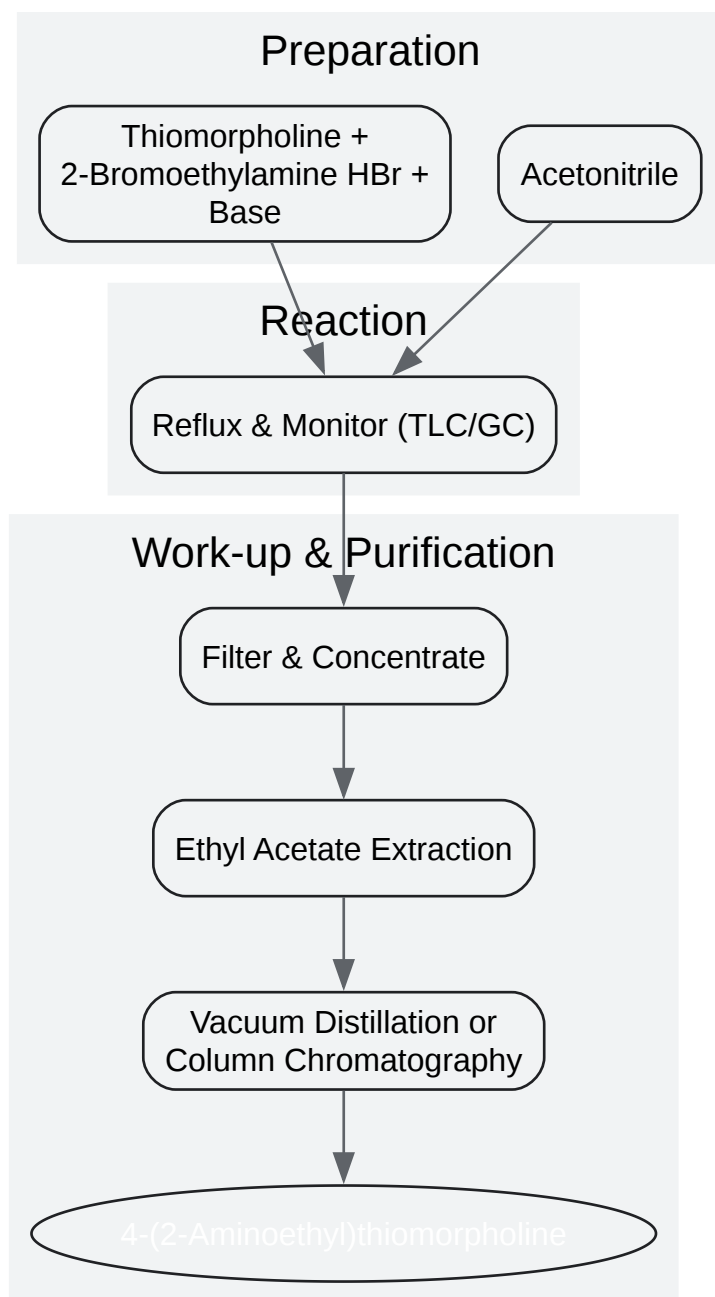 Preparation
Thiomorpholine +
2-Bromoethylamine HBr +
Base
Acetonitrile
Reaction
Reflux & Monitor (TLC/GC)
Work-up & Purification
Filter & Concentrate
Ethyl Acetate Extraction
Vacuum Distillation or
Column Chromatography
4-(2-Aminoethyl)thiomorpholine